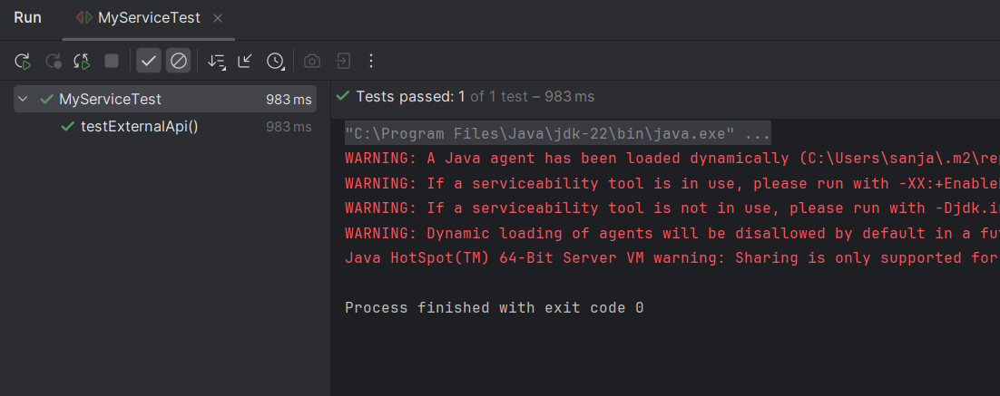 Run MyServiceTest
MyServiceTest 983 ms
testExternalApi() 983 ms
Tests passed: 1 of 1 test – 983 ms
"C:\Program Files\Java\jdk-22\bin\java.exe" ...
WARNING: A Java agent has been loaded dynamically (C:\Users\sanja\.m2\rep
WARNING: If a serviceability tool is in use, please run with -XX:+Enable
WARNING: If a serviceability tool is not in use, please run with -Djdk.in
WARNING: Dynamic loading of agents will be disallowed by default in a fu
Java HotSpot(TM) 64-Bit Server VM warning: Sharing is only supported for
Process finished with exit code 0